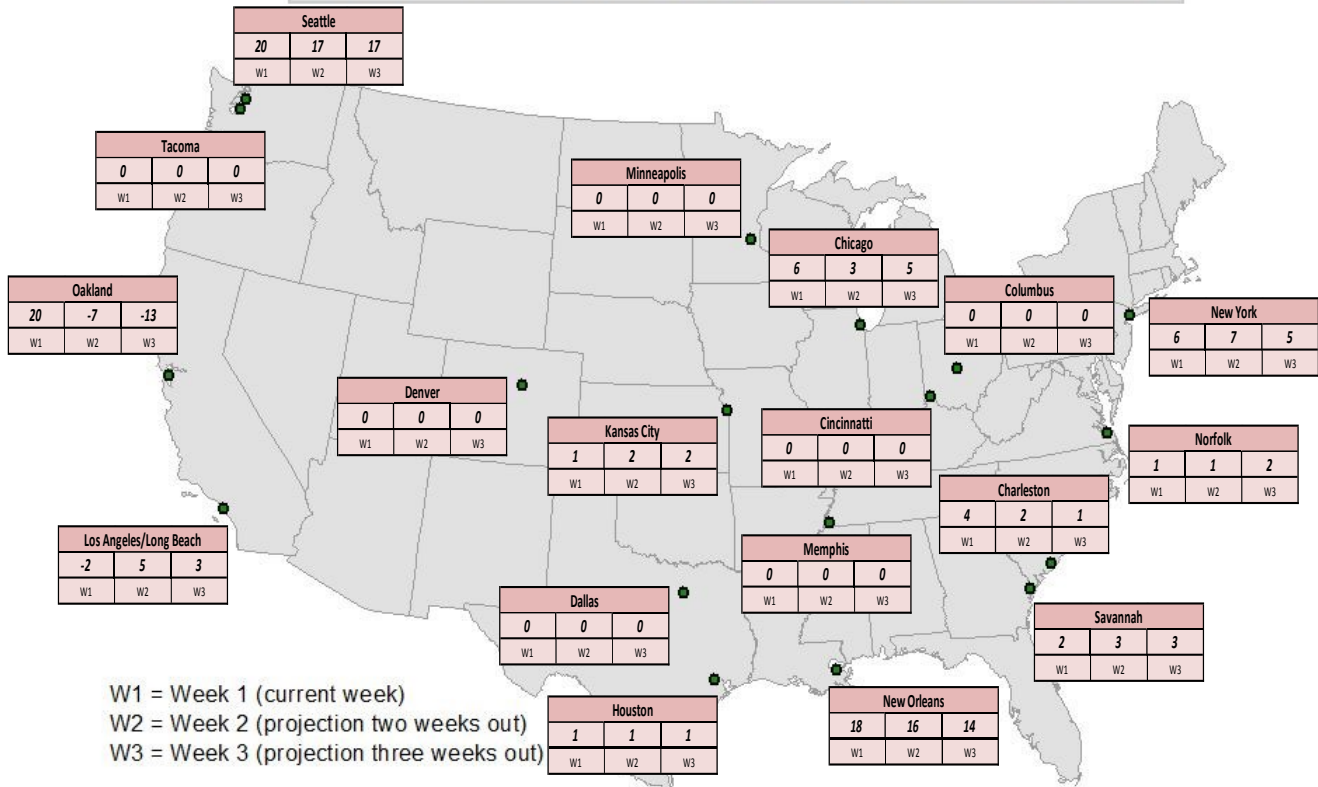 Seattle
20 17 17
W1 W2 W3
Tacoma
0 0 0
W1 W2 W3
Minneapolis
0 0 0
W1 W2 W3
Chicago
6 3 5
W1 W2 W3
Oakland
20 -7 -13
W1 W2 W3
Columbus
0 0 0
W1 W2 W3
New York
6 7 5
W1 W2 W3
Denver
0 0 0
W1 W2 W3
Kansas City
1 2 2
W1 W2 W3
Cincinnatti
0 0 0
W1 W2 W3
Norfolk
1 1 2
W1 W2 W3
Charleston
4 2 1
W1 W2 W3
Los Angeles/Long Beach
-2 5 3
W1 W2 W3
Memphis
0 0 0
W1 W2 W3
Dallas
0 0 0
W1 W2 W3
Savannah
2 3 3
W1 W2 W3
Houston
1 1 1
W1 W2 W3
New Orleans
18 16 14
W1 W2 W3
W1 = Week 1 (current week)
W2 = Week 2 (projection two weeks out)
W3 = Week 3 (projection three weeks out)